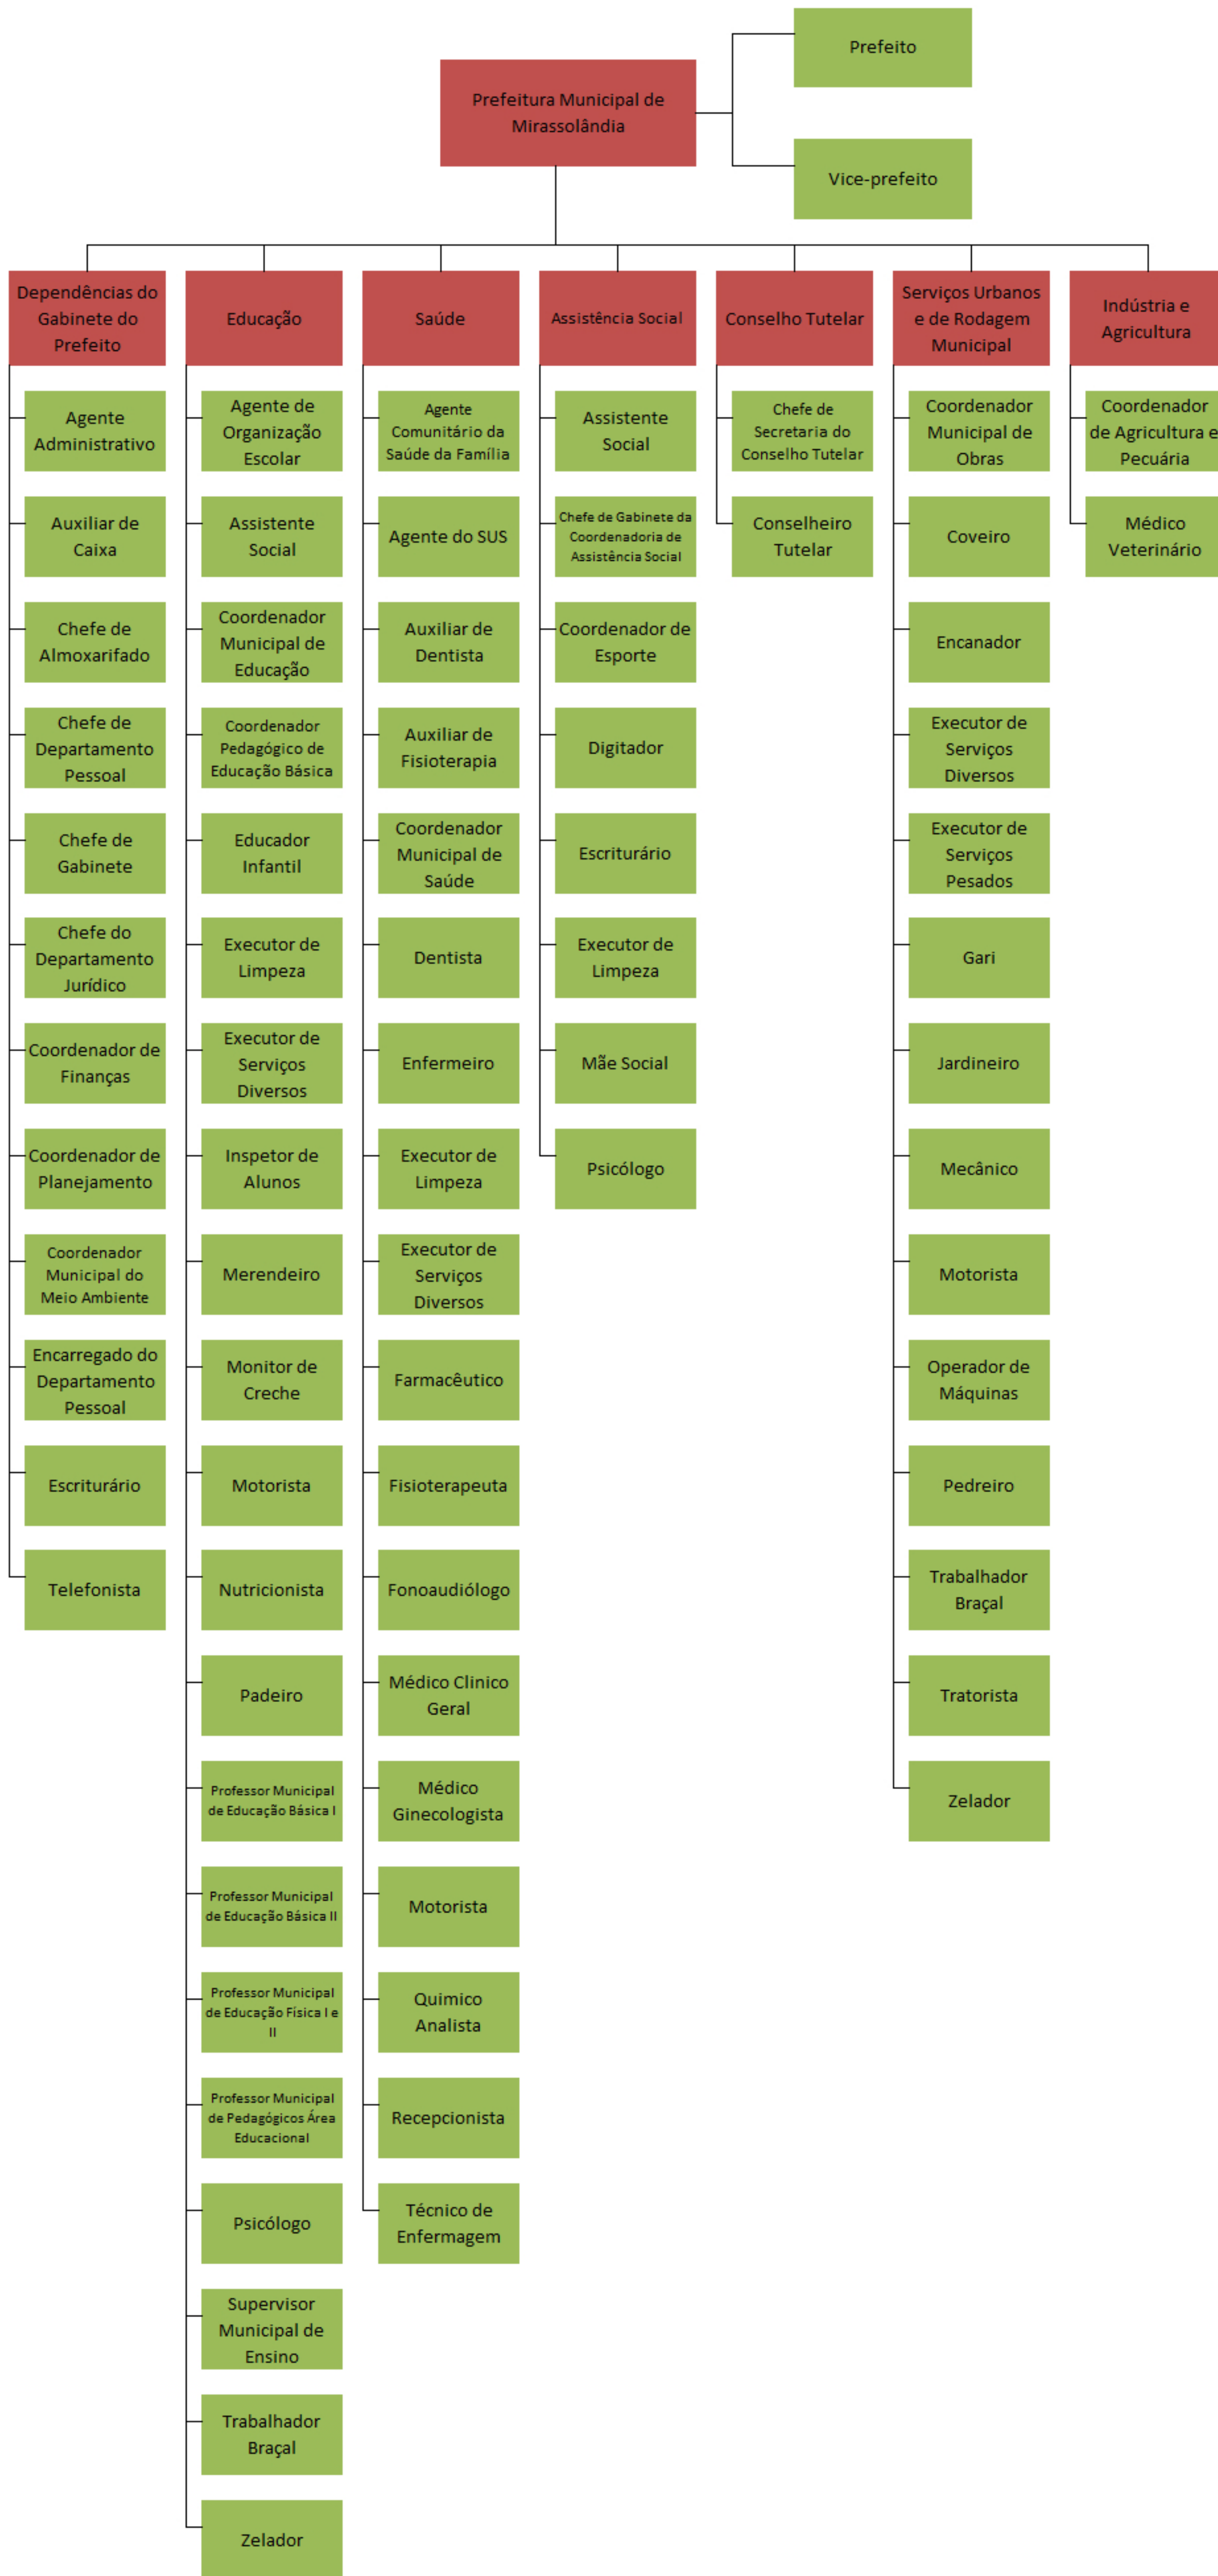 Prefeito
Prefeitura Municipal de
Mirassolândia
Vice-prefeito
Dependências do
Gabinete do
Prefeito
Agente
Administrativo
Auxiliar de
Caixa
Chefe de
Almoxarifado
Chefe de
Departamento
Pessoal
Chefe de
Gabinete
Chefe do
Departamento
Jurídico
Coordenador de
Finanças
Coordenador de
Planejamento
Coordenador
Municipal do
Meio Ambiente
Encarregado do
Departamento
Pessoal
Escriturário
Telefonista
Educação
Agente de
Organização
Escolar
Assistente
Social
Coordenador
Municipal de
Educação
Coordenador
Pedagógico de
Educação Básica
Educador
Infantil
Executor de
Limpeza
Executor de
Serviços
Diversos
Inspetor de
Alunos
Merendeiro
Monitor de
Creche
Motorista
Nutricionista
Padeiro
Professor Municipal
de Educação Básica I
Professor Municipal
de Educação Básica II
Professor Municipal
de Educação Física I e
II
Professor Municipal
de Pedagógicos Área
Educacional
Psicólogo
Supervisor
Municipal de
Ensino
Trabalhador
Braçal
Zelador
Saúde
Agente
Comunitário da
Saúde da Família
Agente do SUS
Auxiliar de
Dentista
Auxiliar de
Fisioterapia
Coordenador
Municipal de
Saúde
Dentista
Enfermeiro
Executor de
Limpeza
Executor de
Serviços
Diversos
Farmacêutico
Fisioterapeuta
Fonoaudiólogo
Médico Clinico
Geral
Médico
Ginecologista
Motorista
Quimico
Analista
Recepcionista
Técnico de
Enfermagem
Assistência Social
Assistente
Social
Chefe de Gabinete da
Coordenadoria de
Assistência Social
Coordenador de
Esporte
Digitador
Escriturário
Executor de
Limpeza
Mãe Social
Psicólogo
Conselho Tutelar
Chefe de
Secretaria do
Conselho Tutelar
Conselheiro
Tutelar
Serviços Urbanos
e de Rodagem
Municipal
Coordenador
Municipal de
Obras
Coveiro
Encanador
Executor de
Serviços
Diversos
Executor de
Serviços
Pesados
Gari
Jardineiro
Mecânico
Motorista
Operador de
Máquinas
Pedreiro
Trabalhador
Braçal
Tratorista
Zelador
Indústria e
Agricultura
Coordenador
de Agricultura e
Pecuária
Médico
Veterinário